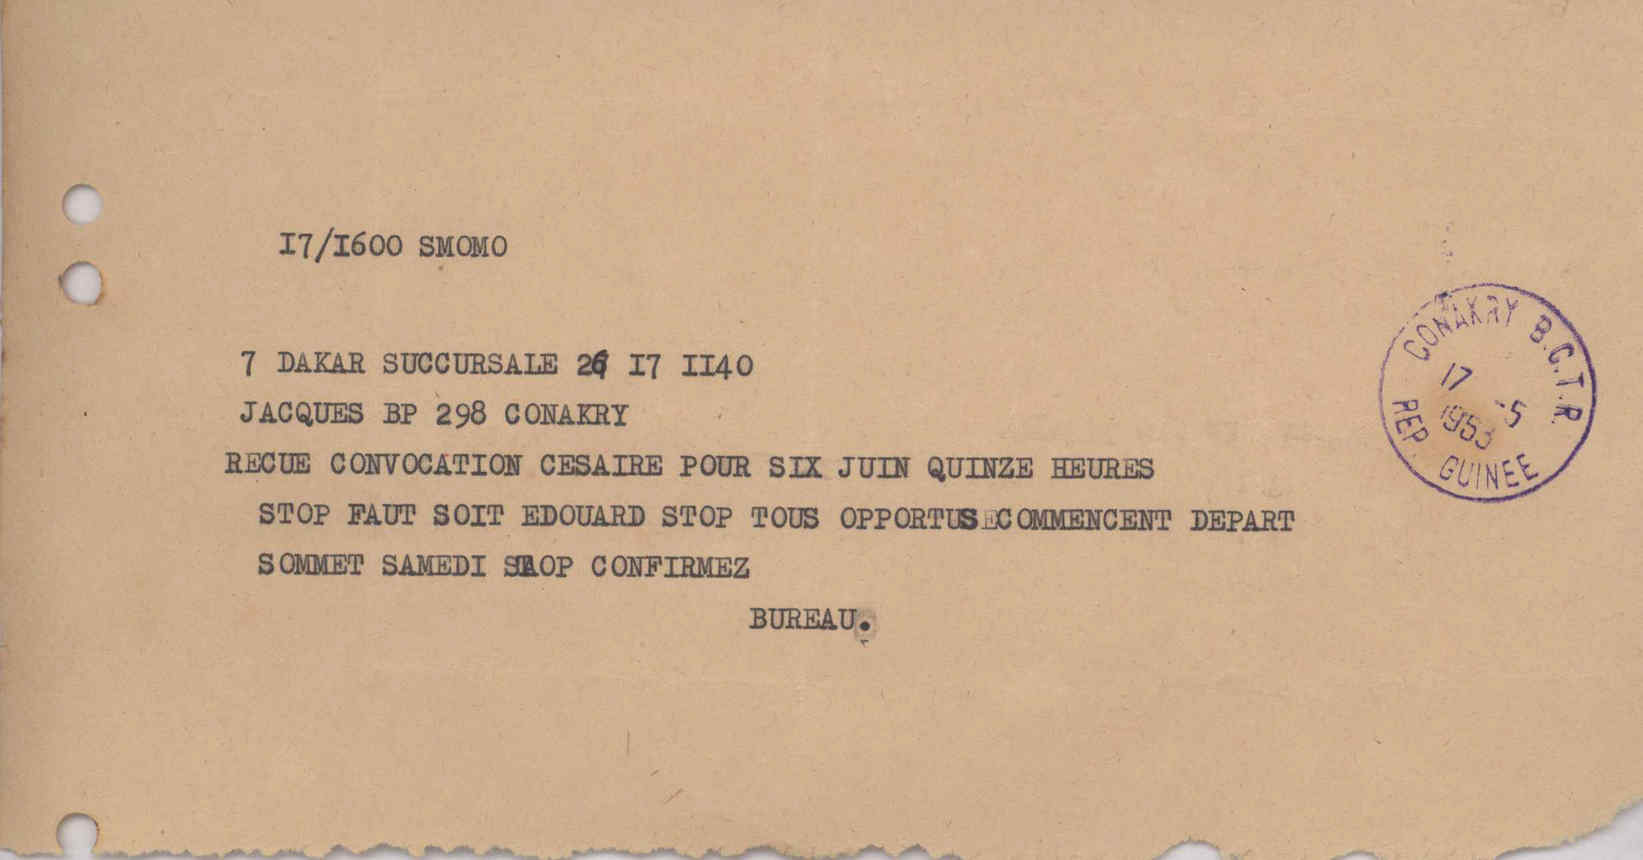 I7/I600 SMOMO
7 DAKAR SUCCURSALE 26 I7 II40
JACQUES BP 298 CONAKRY
RECUE CONVOCATION CESAIRE POUR SIX JUIN QUINZE HEURES
STOP FAUT SOIT EDOUARD STOP TOUS OPPORTUS COMMENCENT DEPART
SOMMET SAMEDI STOP CONFIRMEZ
BUREAU.
CONAKRY B.C.T.R.
17 -5
1953
REP. GUINEE